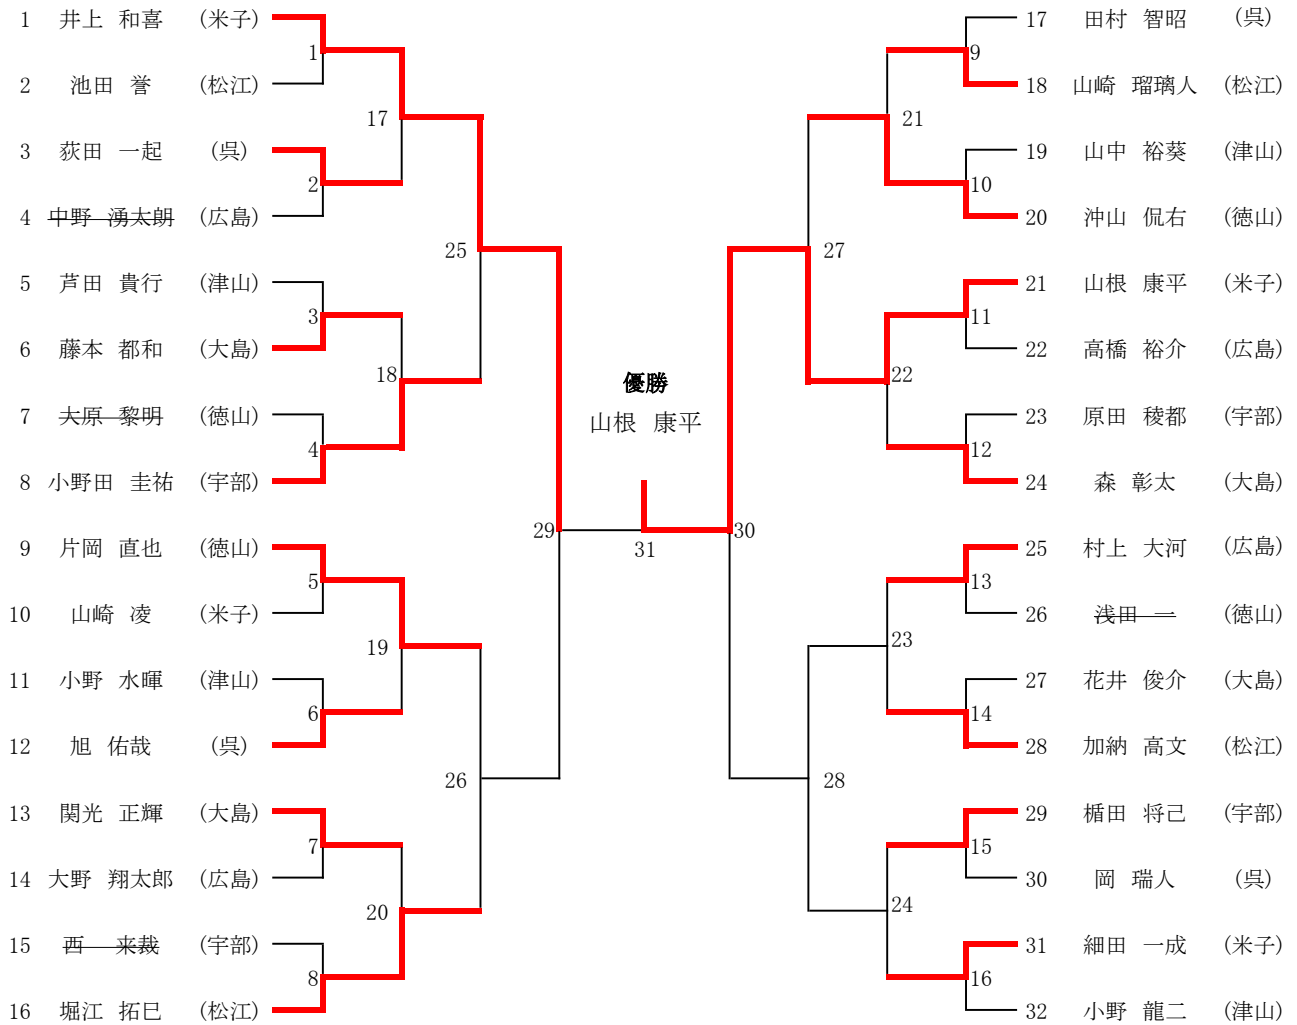 1 井上 和喜 (米子)
1
2 池田 誉 (松江)
17
3 荻田 一起 (呉)
2
4 中野 湧太朗 (広島)
25
5 芦田 貴行 (津山)
3
6 藤本 都和 (大島)
18
7 大原 黎明 (徳山)
4
8 小野田 圭祐 (宇部)
29
9 片岡 直也 (徳山)
5
10 山崎 凌 (米子)
19
11 小野 水暉 (津山)
6
12 旭 佑哉 (呉)
26
13 関光 正輝 (大島)
7
14 大野 翔太郎 (広島)
20
15 西 来裁 (宇部)
8
16 堀江 拓巳 (松江)
優勝
山根 康平
31
17 田村 智昭 (呉)
9
18 山崎 瑠璃人 (松江)
21
19 山中 裕葵 (津山)
10
20 沖山 侃右 (徳山)
27
21 山根 康平 (米子)
11
22 高橋 裕介 (広島)
22
23 原田 稜都 (宇部)
12
24 森 彰太 (大島)
30
25 村上 大河 (広島)
13
26 浅田 一 (徳山)
23
27 花井 俊介 (大島)
14
28 加納 高文 (松江)
28
29 楯田 将己 (宇部)
15
30 岡 瑞人 (呉)
24
31 細田 一成 (米子)
16
32 小野 龍二 (津山)